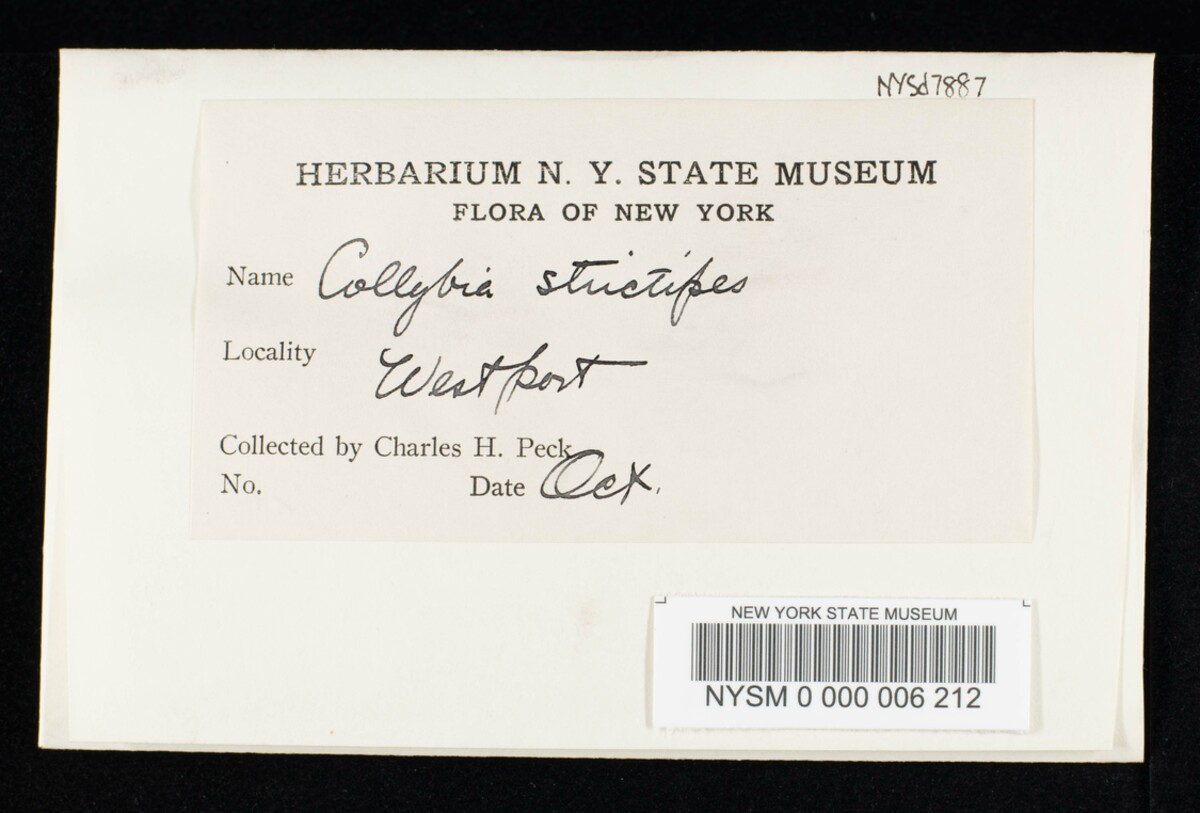 NYSd7887
HERBARIUM N. Y. STATE MUSEUM
FLORA OF NEW YORK
Name Collybia strictipes
Locality Westport
Collected by Charles H. Peck
No. Date Oct.
NEW YORK STATE MUSEUM
NYSM 0 000 006 212